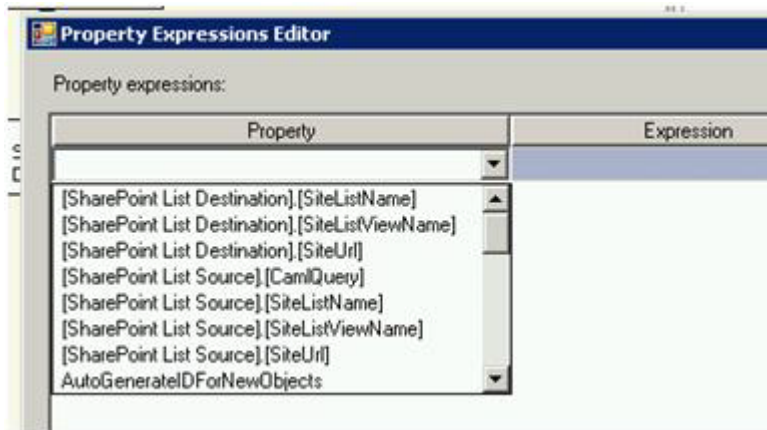 Property Expressions Editor
Property expressions:
Property Expression
[SharePoint List Destination].[SiteListName]
[SharePoint List Destination].[SiteListViewName]
[SharePoint List Destination].[SiteUrl]
[SharePoint List Source].[CamlQuery]
[SharePoint List Source].[SiteListName]
[SharePoint List Source].[SiteListViewName]
[SharePoint List Source].[SiteUrl]
AutoGenerateIDForNewObjects